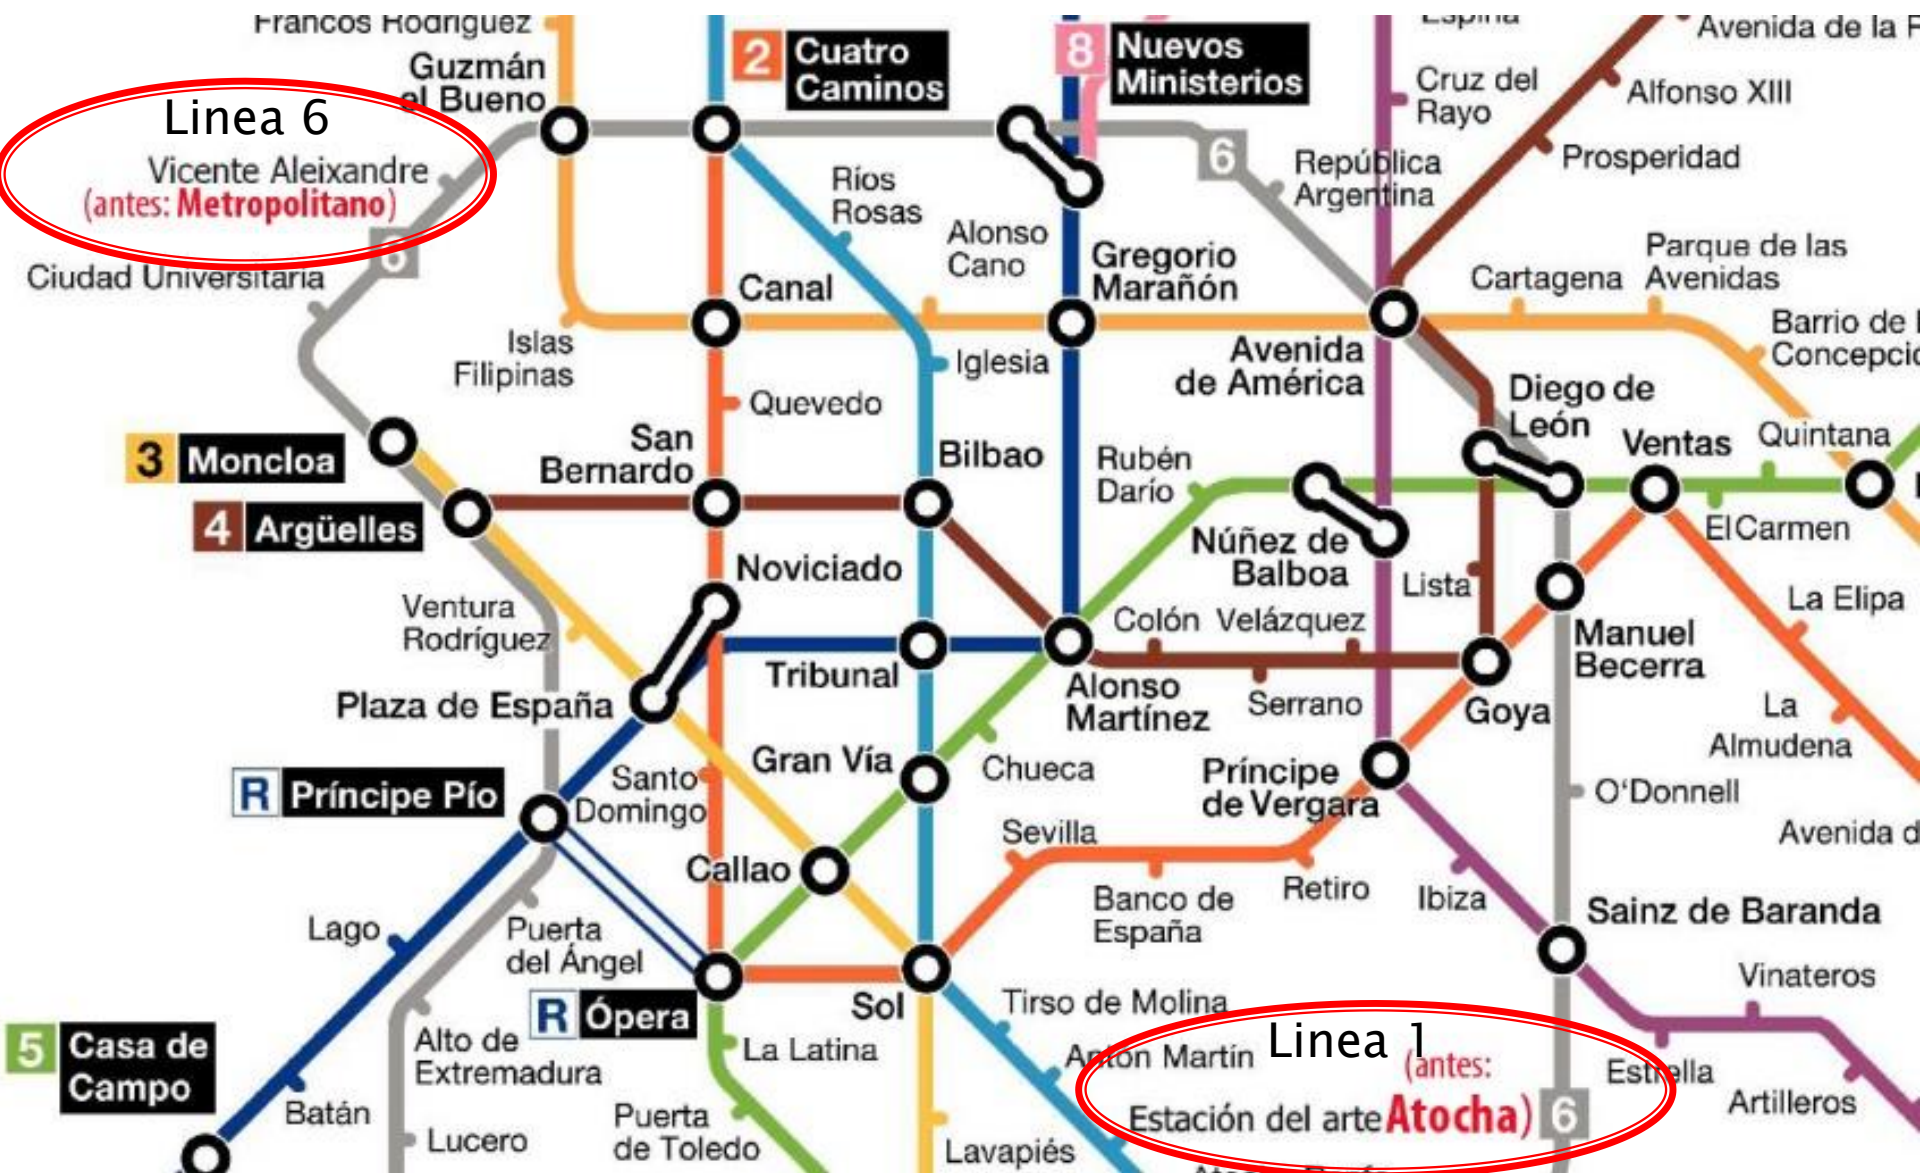 Francos Rodríguez
Guzmán
el Bueno
2 Cuatro
Caminos
8 Nuevos
Ministerios
Espina
Avenida de la
Cruz del
Rayo
Alfonso XIII
Prosperidad
Linea 6
Vicente Aleixandre
(antes: Metropolitano)
6
Ciudad Universitaria
Ríos
Rosas
Alonso
Cano
Gregorio
Marañón
6
República
Argentina
Parque de las
Avenidas
Cartagena
Canal
Islas
Filipinas
Iglesia
Avenida
de América
Barrio de
Quevedo
Diego de
León
Ventas
Quintana
3 Moncloa
San
Bernardo
Bilbao
Rubén
Darío
4 Argüelles
Núñez de
Balboa
El Carmen
Noviciado
Lista
La Elipa
Ventura
Rodríguez
Colón
Velázquez
Manuel
Becerra
Tribunal
Plaza de España
Alonso
Martínez
Serrano
Goya
La
Almudena
Gran Vía
Chueca
Príncipe
de Vergara
R Príncipe Pío
Santo
Domingo
O'Donnell
Sevilla
Avenida d
Callao
Banco de
España
Retiro
Ibiza
Sainz de Baranda
Lago
Puerta
del Ángel
Vinateros
R Ópera
Sol
Tirso de Molina
5 Casa de
Campo
Alto de
Extremadura
La Latina
Antón Martín
Linea 1
(antes:
Estación del arte Atocha)
6
Estrella
Artilleros
Batán
Lucero
Puerta
de Toledo
Lavapiés